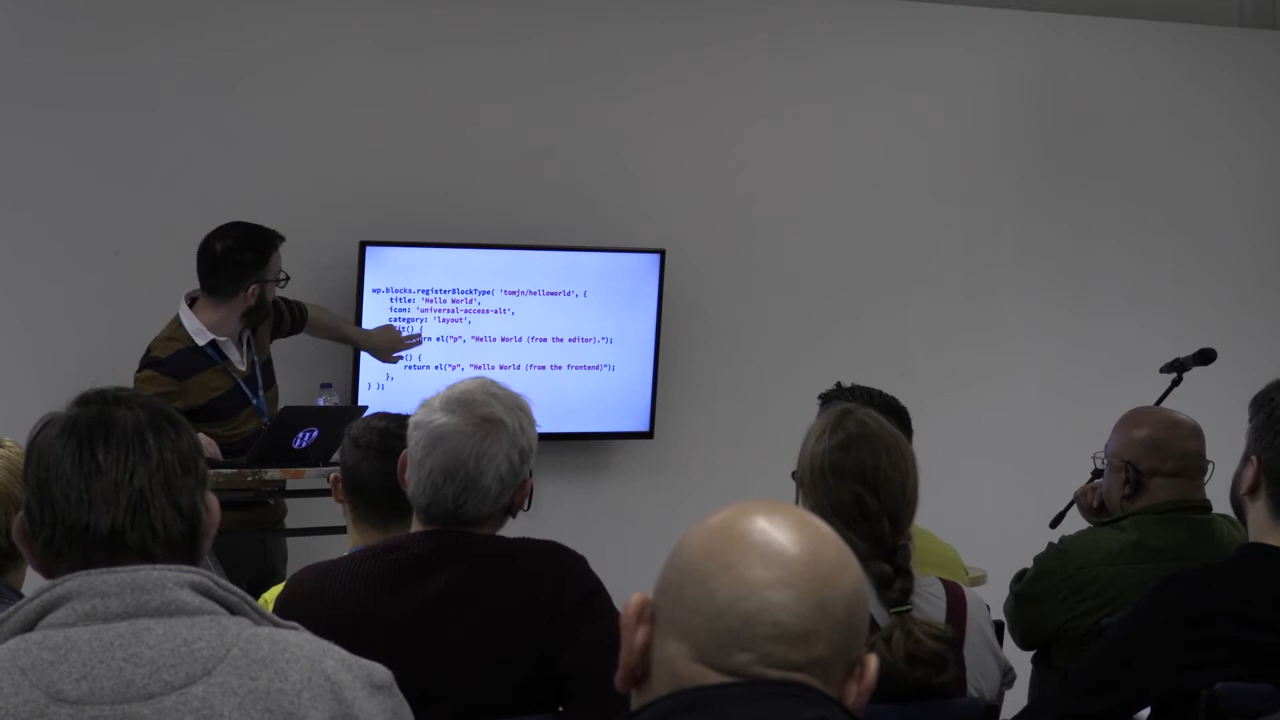 wp.blocks.registerBlockType( 'tomjn/helloworld', {
title: 'Hello World',
icon: 'universal-access-alt',
category: 'layout',
() {
el("p", "Hello World (from the editor).");
() {
return el("p", "Hello World (from the frontend)");
},
} );